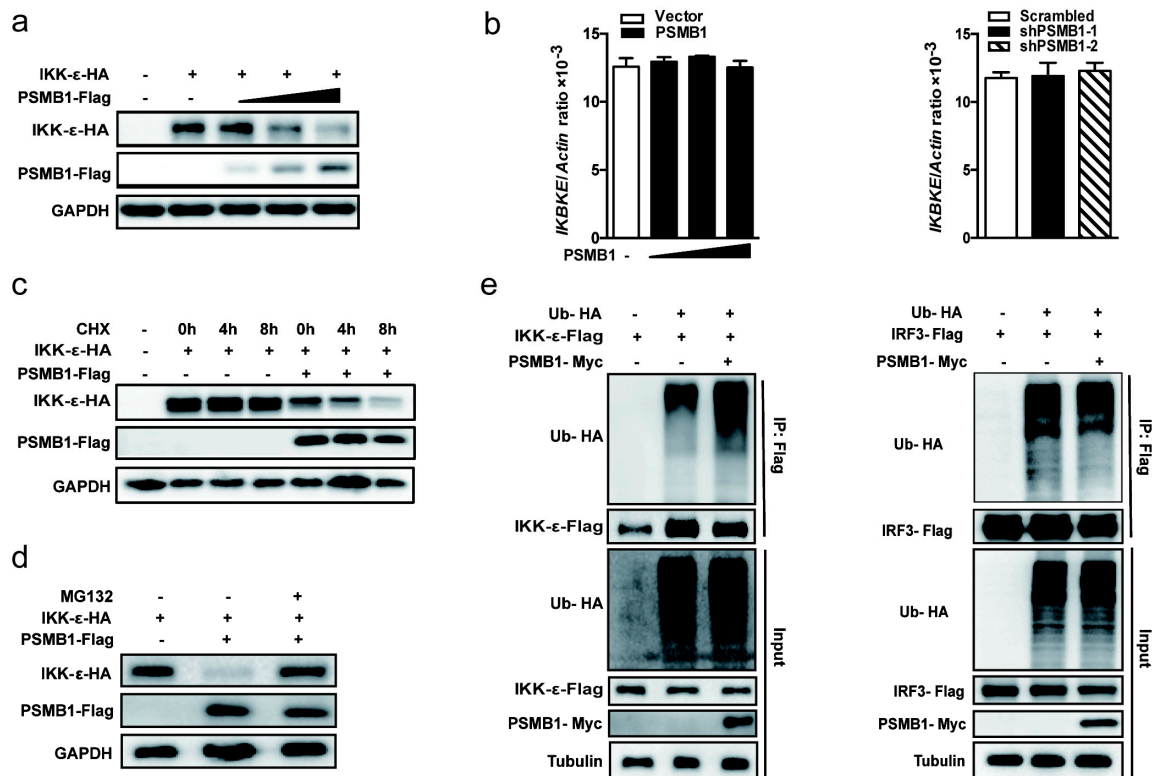 a
IKK-ε-HA - + + + +
PSMB1-Flag - -
IKK-ε-HA
PSMB1-Flag
GAPDH
b
Vector
PSMB1
15
10
5
0
IKBKE/Actin ratio ×10-3
PSMB1 -
Scrambled
shPSMB1-1
shPSMB1-2
15
10
5
0
IKBKE/Actin ratio ×10-3
c
CHX - 0h 4h 8h 0h 4h 8h
IKK-ε-HA - + + + + + +
PSMB1-Flag - - - - + + +
IKK-ε-HA
PSMB1-Flag
GAPDH
d
MG132 - - +
IKK-ε-HA + + +
PSMB1-Flag - + +
IKK-ε-HA
PSMB1-Flag
GAPDH
e
Ub- HA - + +
IKK-ε-Flag + + +
PSMB1- Myc - - +
Ub- HA
IKK-ε-Flag
IP: Flag
Ub- HA
IKK-ε-Flag
PSMB1- Myc
Tubulin
Input
Ub- HA - + +
IRF3- Flag + + +
PSMB1- Myc - - +
Ub- HA
IRF3- Flag
IP: Flag
Ub- HA
IRF3- Flag
PSMB1- Myc
Tubulin
Input